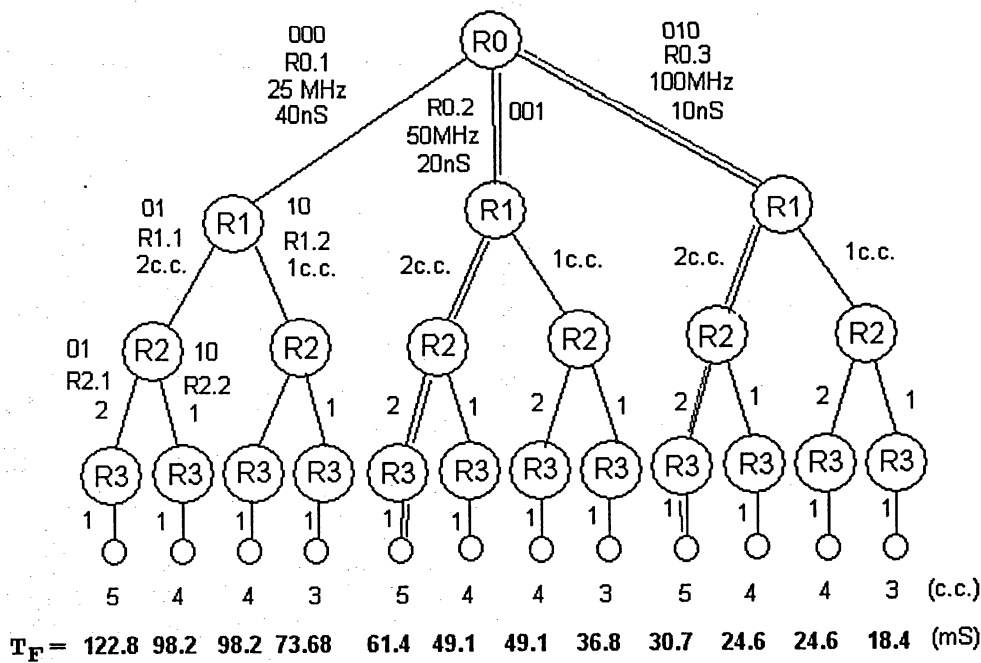 000
R0.1
25 MHz
40nS
R0
010
R0.3
100MHz
10nS
R0.2
50MHz
20nS
001
01
R1.1
2c.c.
R1
10
R1.2
1c.c.
R1
2c.c.
1c.c.
R1
2c.c.
1c.c.
01
R2.1
2
R2
10
R2.2
1
R2
1
R2
2
1
R2
2
1
R2
2
1
R2
2
1
R3 R3 R3 R3 R3 R3 R3 R3 R3 R3 R3 R3
1 1 1 1 1 1 1 1 1 1 1 1
5 4 4 3 5 4 4 3 5 4 4 3 (c.c.)
TF = 122.8 98.2 98.2 73.68 61.4 49.1 49.1 36.8 30.7 24.6 24.6 18.4 (mS)